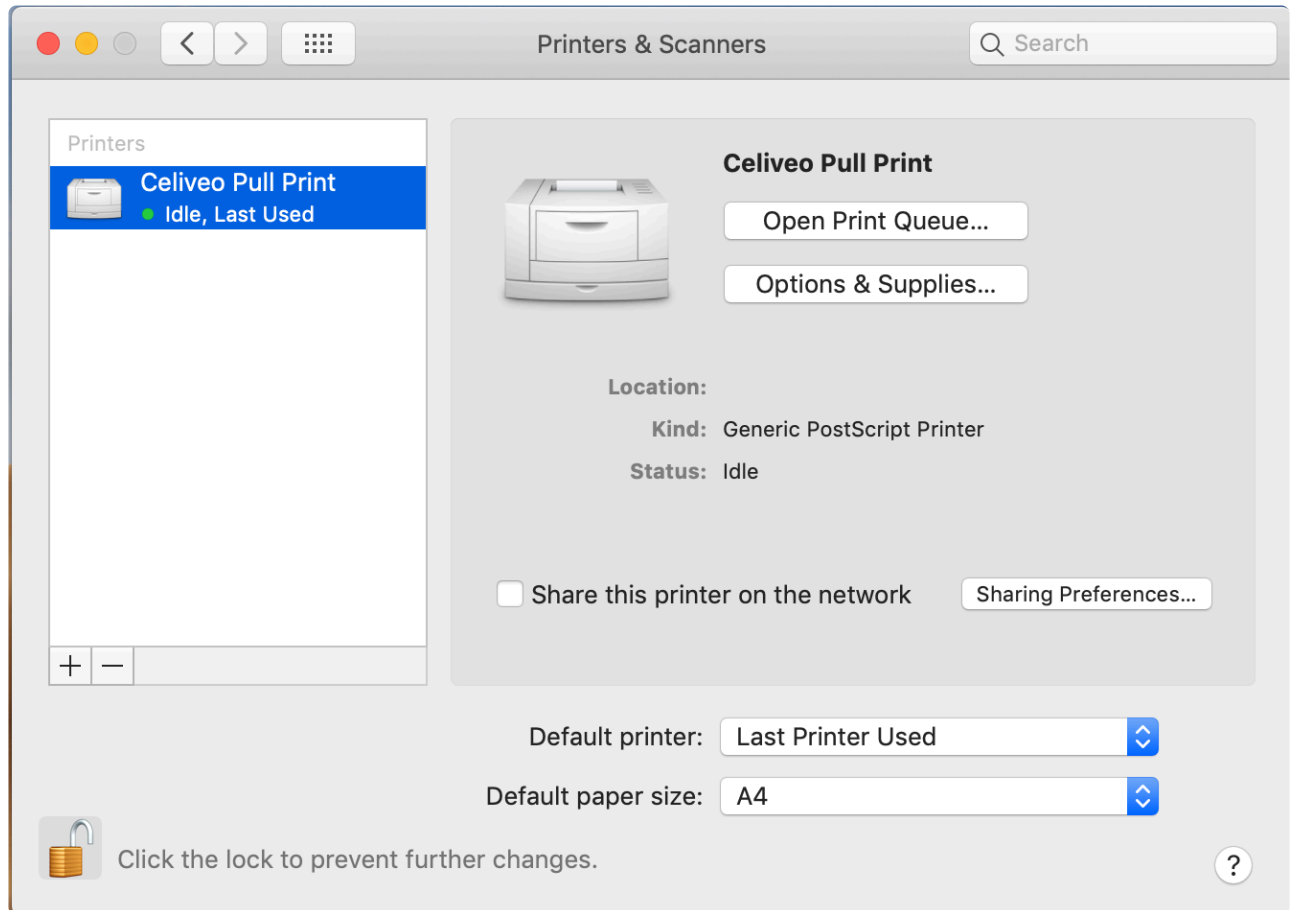 Printers & Scanners
Search
Printers
Celiveo Pull Print
Idle, Last Used
Celiveo Pull Print
Open Print Queue...
Options & Supplies...
Location:
Kind: Generic PostScript Printer
Status: Idle
Share this printer on the network
Sharing Preferences...
Default printer: Last Printer Used
Default paper size: A4
Click the lock to prevent further changes.
?